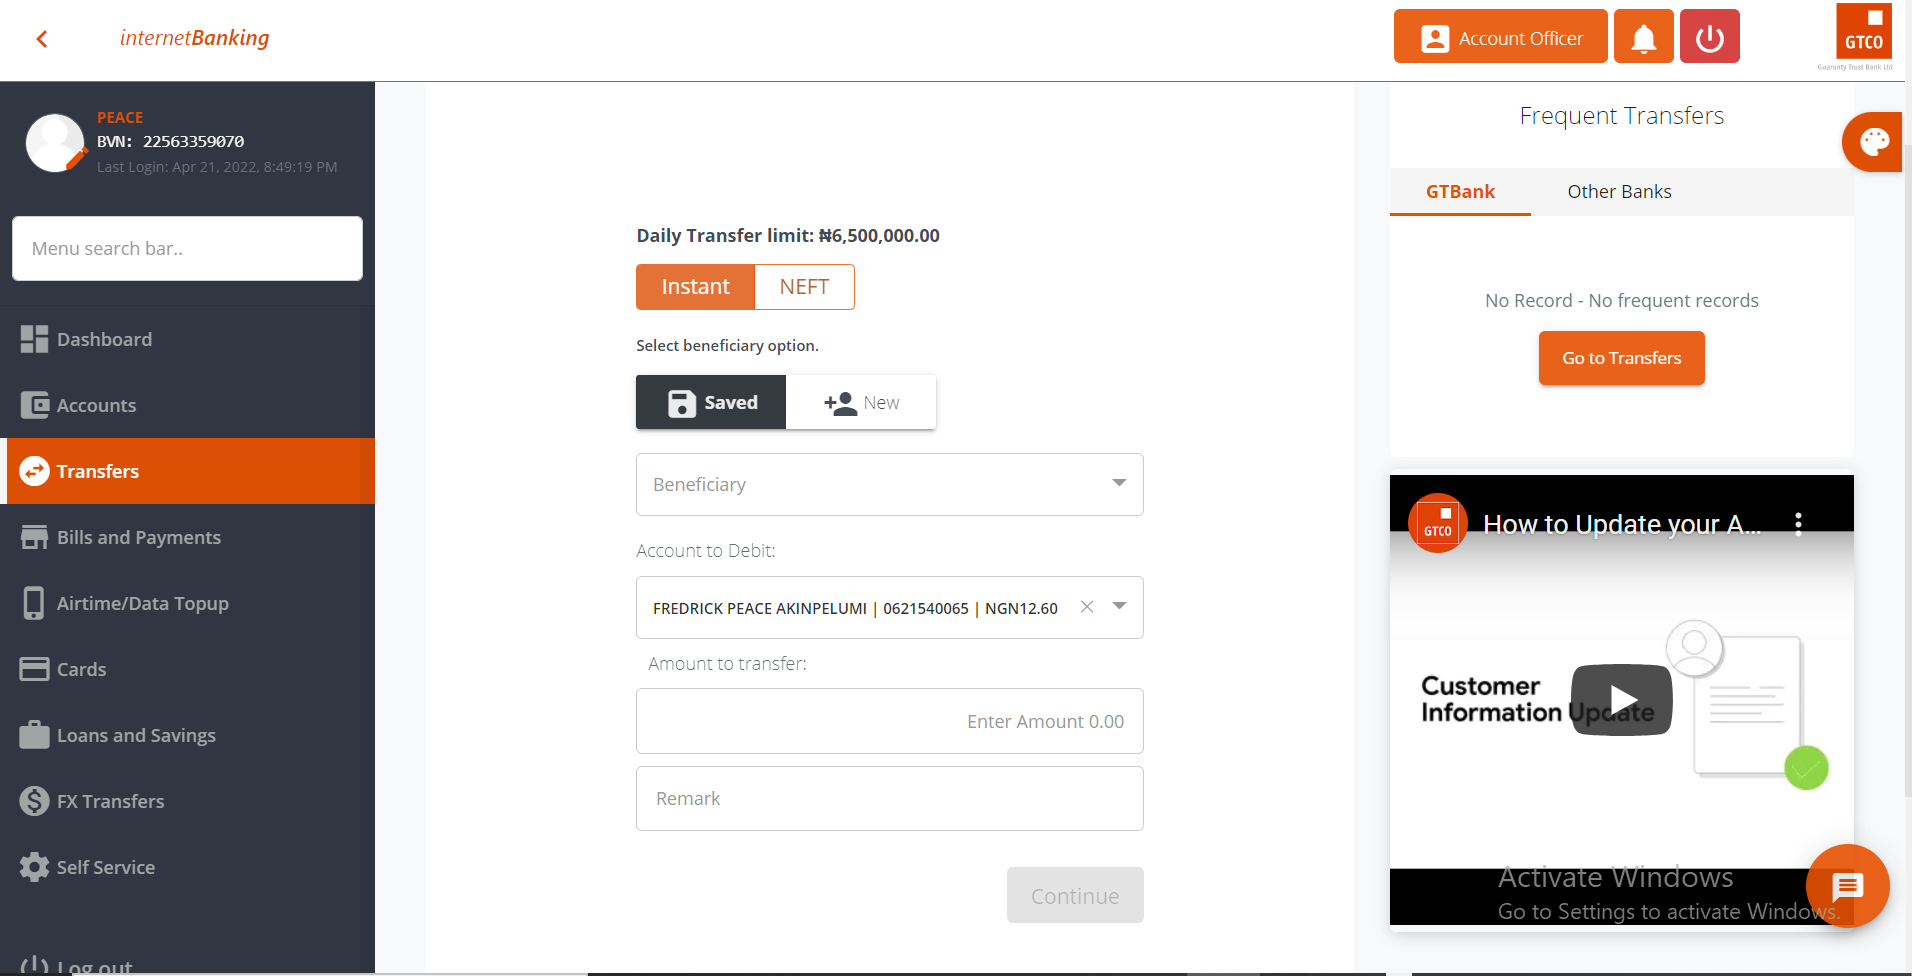 internetBanking
Account Officer
GTCO
Guaranty Trust Bank Ltd
PEACE
BVN: 22563359070
Last Login: Apr 21, 2022, 8:49:19 PM
Menu search bar..
Dashboard
Accounts
Transfers
Bills and Payments
Airtime/Data Topup
Cards
Loans and Savings
FX Transfers
Self Service
Log out
Daily Transfer limit: ₦6,500,000.00
Instant
NEFT
Select beneficiary option.
Saved
New
Beneficiary
Account to Debit:
FREDRICK PEACE AKINPELUMI | 0621540065 | NGN12.60
Amount to transfer:
Enter Amount 0.00
Remark
Continue
Frequent Transfers
GTBank
Other Banks
No Record - No frequent records
Go to Transfers
GTCO
How to Update your A...
Customer
Information Update
Activate Windows
Go to Settings to activate Windows.